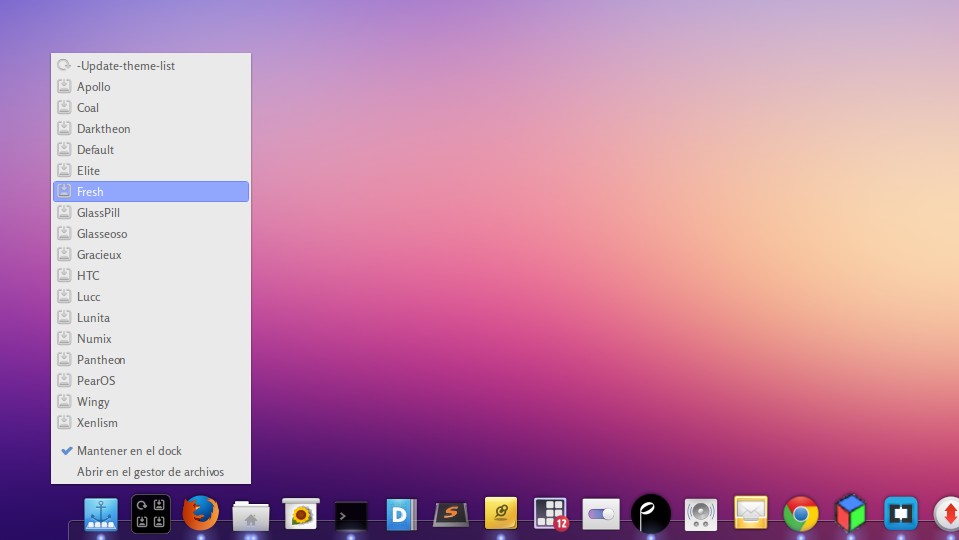 -Update-theme-list
Apollo
Coal
Darktheon
Default
Elite
Fresh
GlassPill
Glasseoso
Gracieux
HTC
Lucc
Lunita
Numix
Pantheon
PearOS
Wingy
Xenlism
Mantener en el dock
Abrir en el gestor de archivos
D
S
12